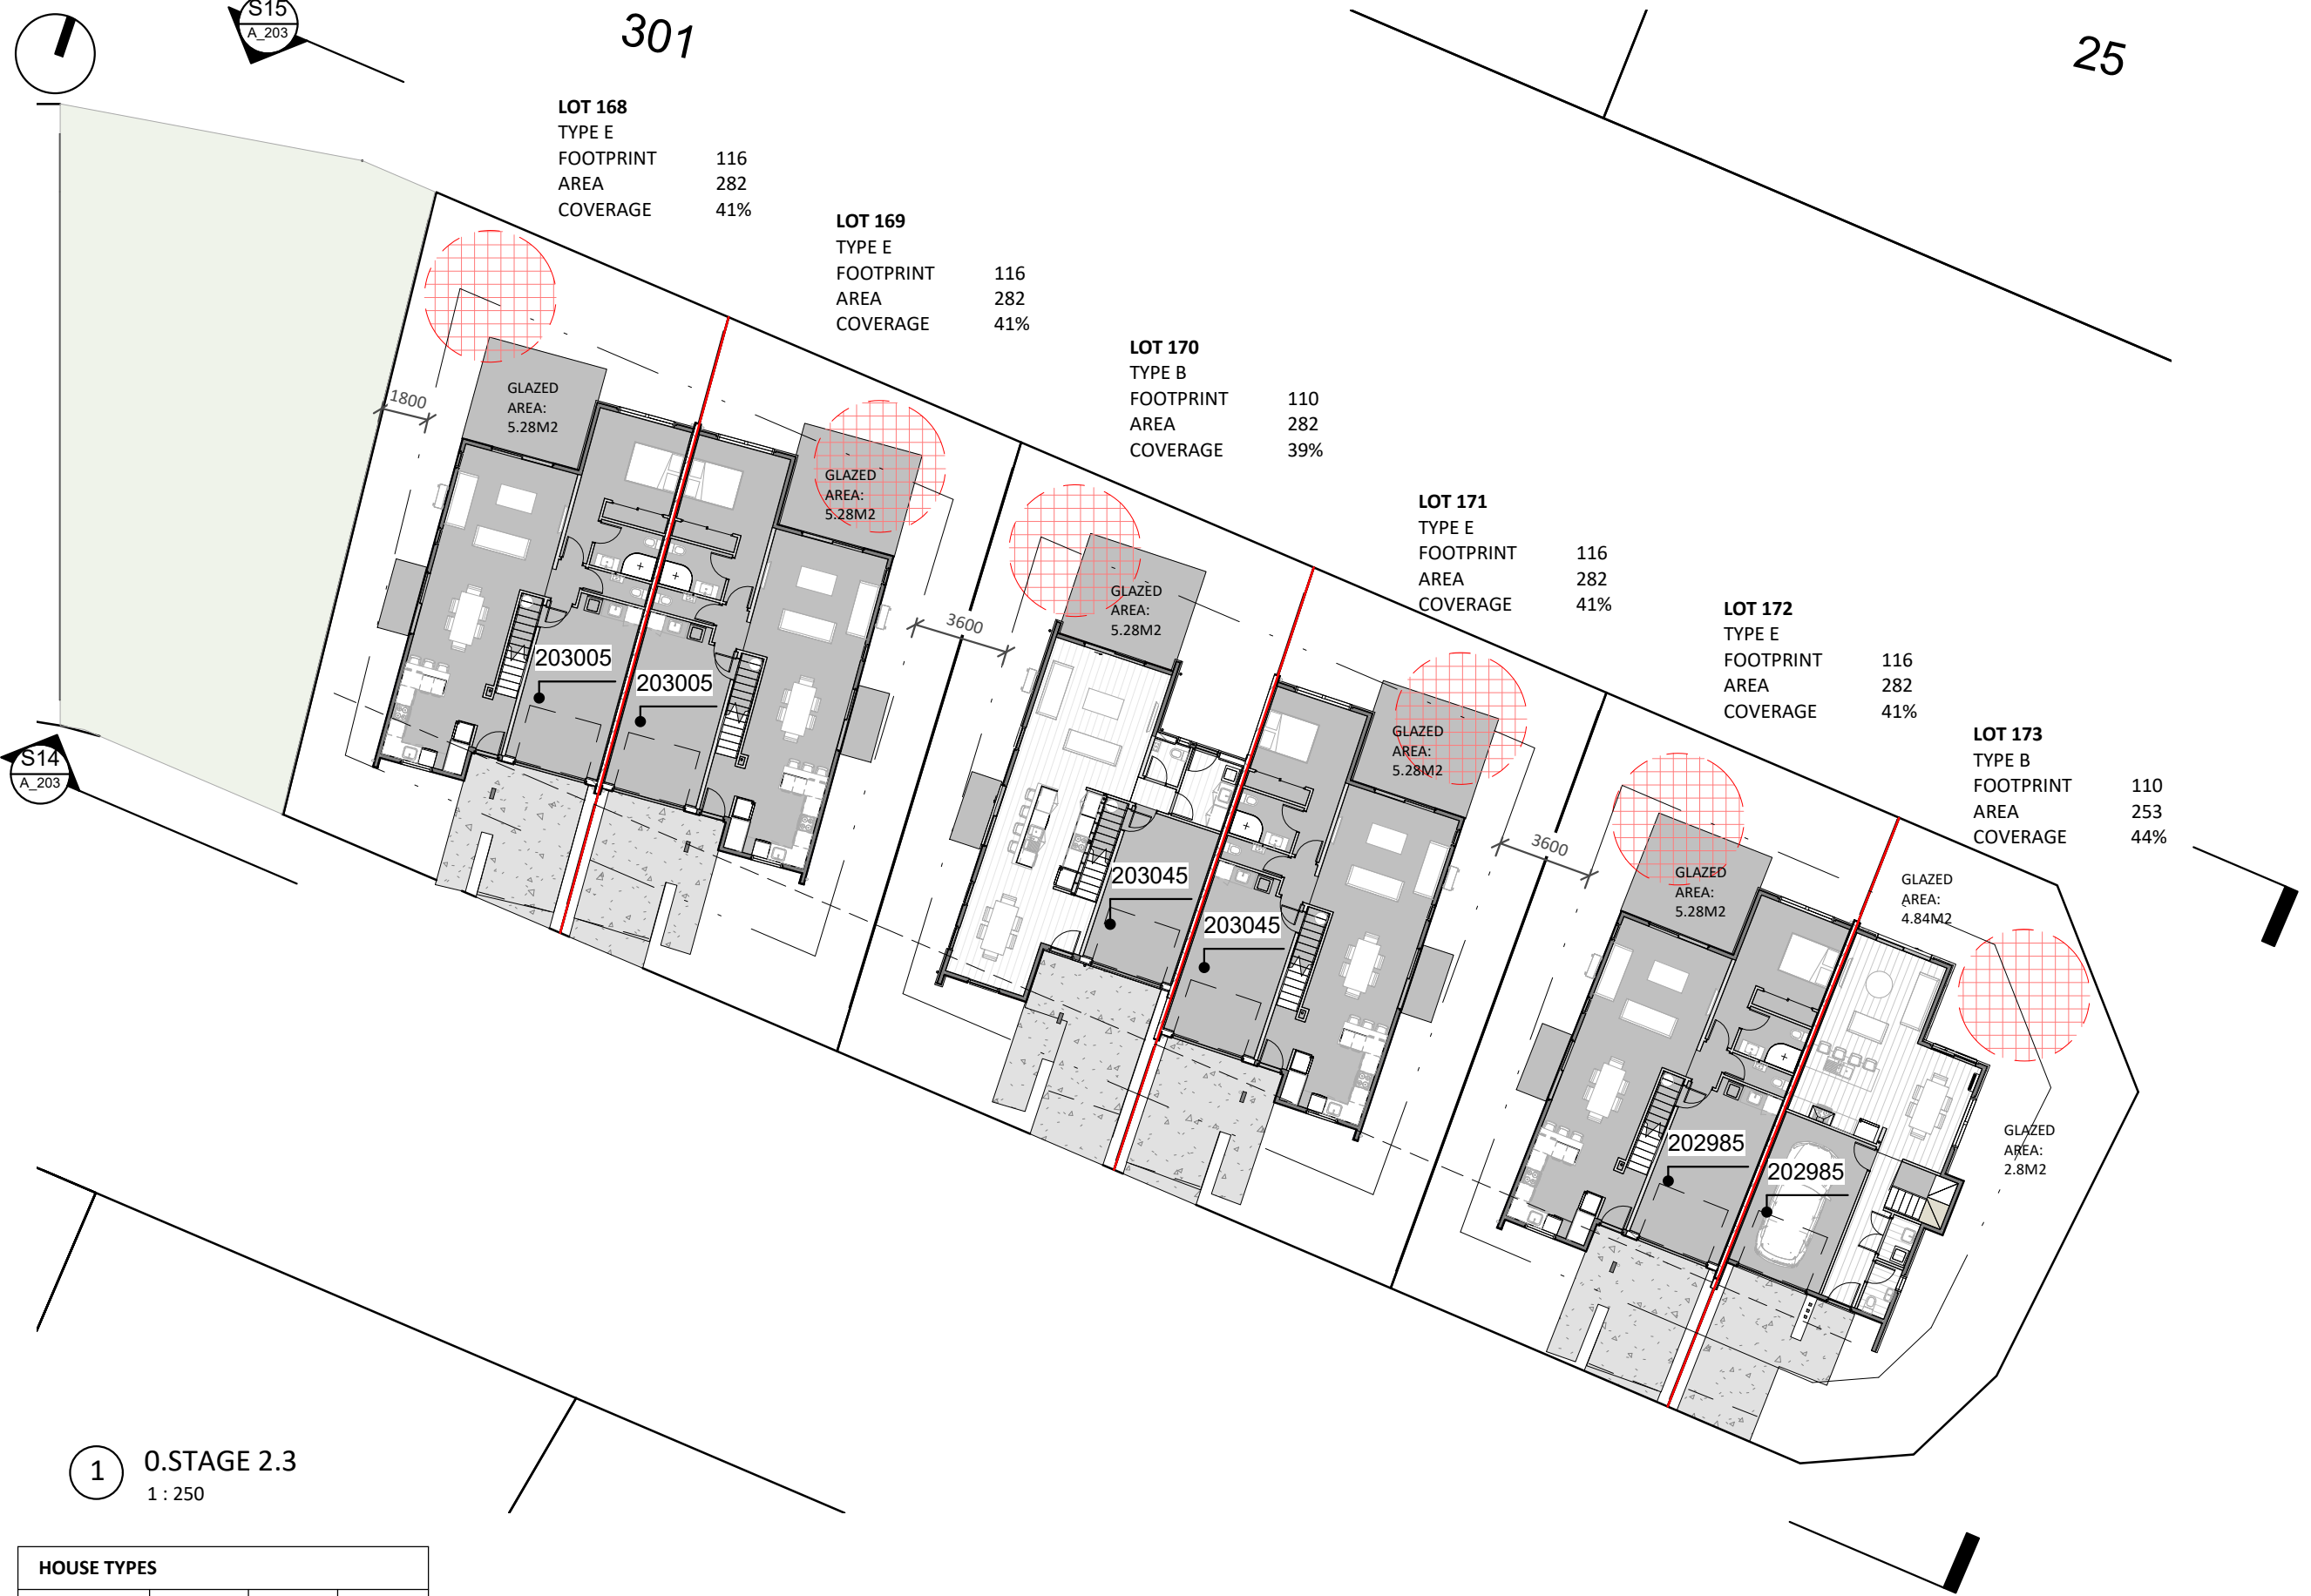 S15
A_203
301
25
LOT 168
TYPE E
FOOTPRINT 116
AREA 282
COVERAGE 41%
LOT 169
TYPE E
FOOTPRINT 116
AREA 282
COVERAGE 41%
LOT 170
TYPE B
FOOTPRINT 110
AREA 282
COVERAGE 39%
LOT 171
TYPE E
FOOTPRINT 116
AREA 282
COVERAGE 41%
LOT 172
TYPE E
FOOTPRINT 116
AREA 282
COVERAGE 41%
LOT 173
TYPE B
FOOTPRINT 110
AREA 253
COVERAGE 44%
1800
GLAZED
AREA:
5.28M2
GLAZED
AREA:
5.28M2
3600
GLAZED
AREA:
5.28M2
GLAZED
AREA:
5.28M2
3600
GLAZED
AREA:
5.28M2
GLAZED
AREA:
4.84M2
GLAZED
AREA:
2.8M2
203005
203005
203045
203045
202985
202985
S14
A_203
1
0.STAGE 2.3
1 : 250
HOUSE TYPES